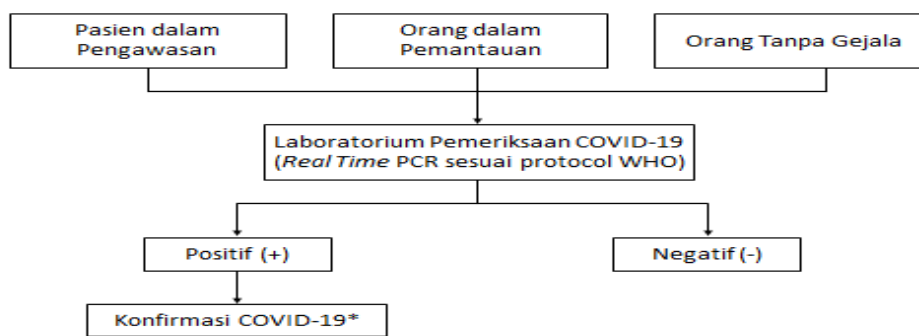 Pasien dalam
Pengawasan
Orang dalam
Pemantauan
Orang Tanpa Gejala
Laboratorium Pemeriksaan COVID-19
(Real Time PCR sesuai protocol WHO)
Positif (+)
Negatif (-)
Konfirmasi COVID-19*